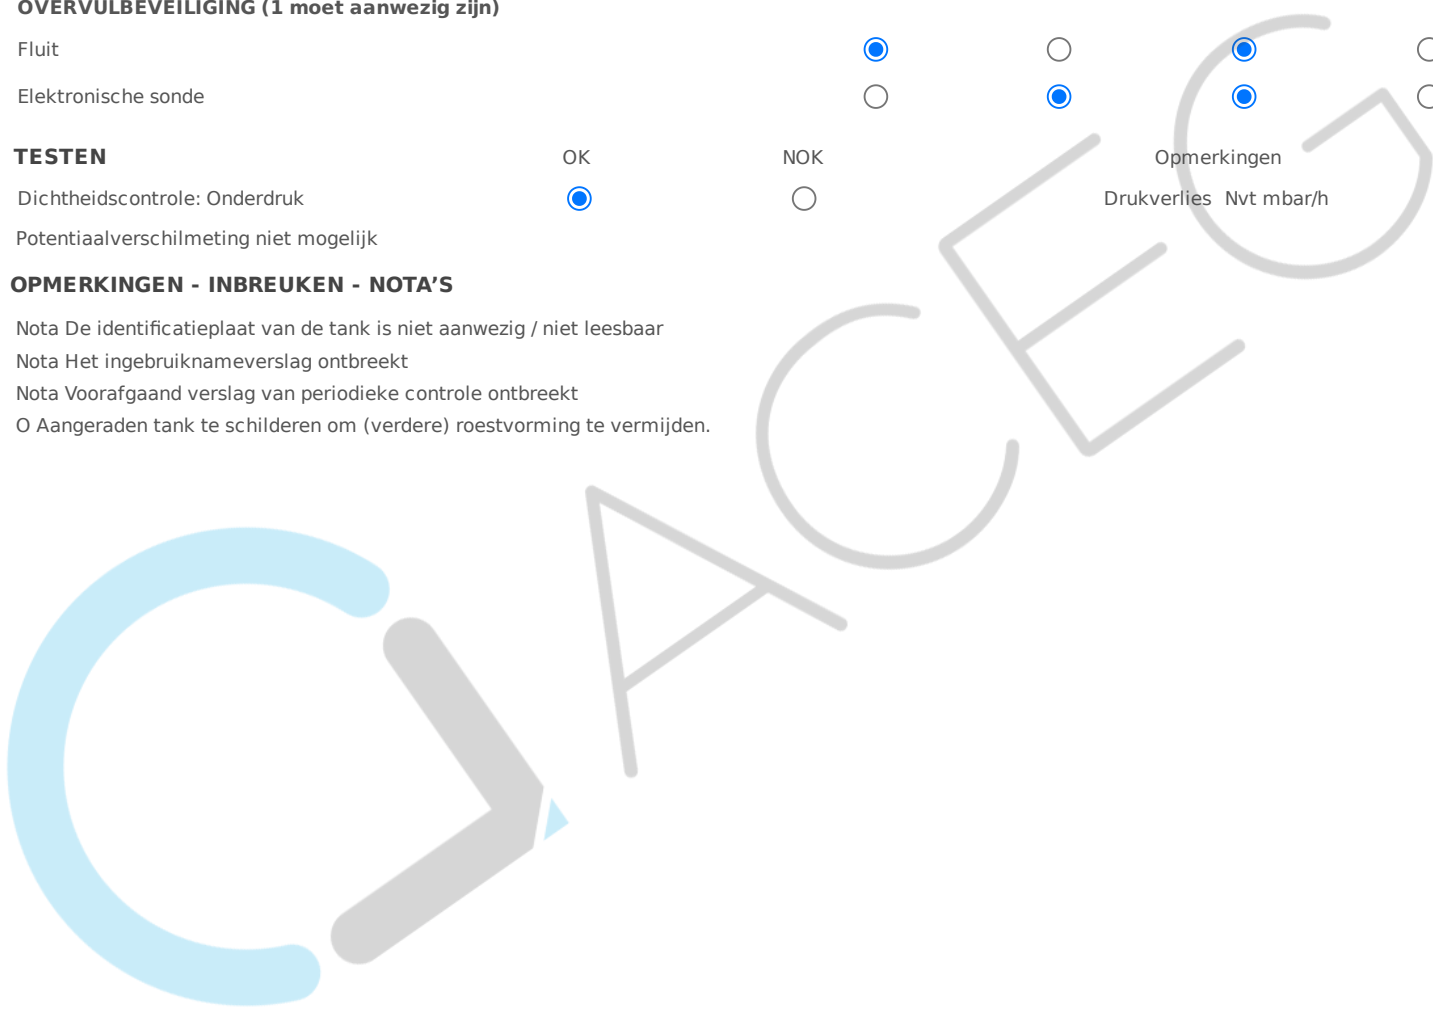 OVERVULBEVEILIGING (1 moet aanwezig zijn)
Fluit
Elektronische sonde
TESTEN OK NOK Opmerkingen
Dichtheidscontrole: Onderdruk Drukverlies Nvt mbar/h
Potentiaalverschilmeting niet mogelijk
OPMERKINGEN - INBREUKEN - NOTA’S
Nota De identificatieplaat van de tank is niet aanwezig / niet leesbaar
Nota Het ingebruiknameverslag ontbreekt
Nota Voorafgaand verslag van periodieke controle ontbreekt
O Aangeraden tank te schilderen om (verdere) roestvorming te vermijden.
ACEG